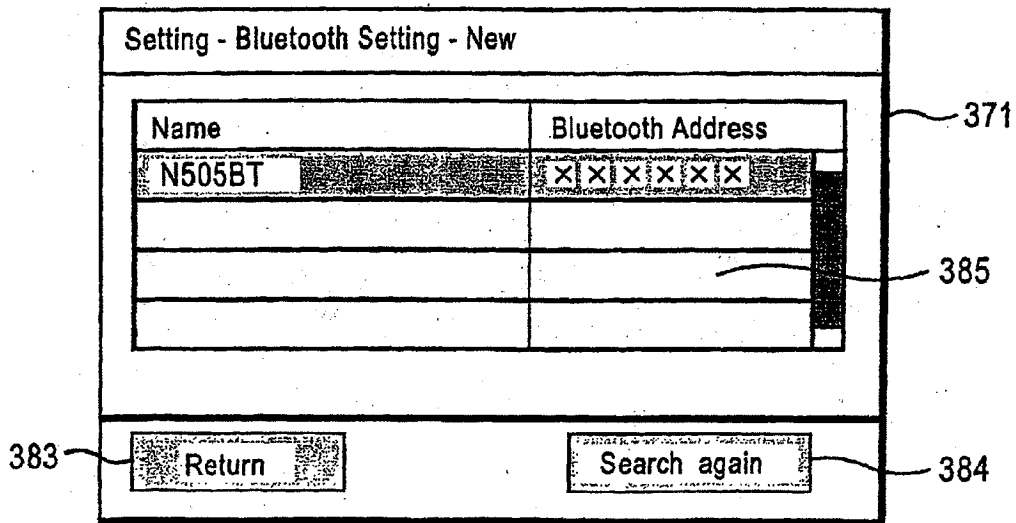 Setting - Bluetooth Setting - New
Name Bluetooth Address
371
N505BT ××××××
385
383 Return Search again 384